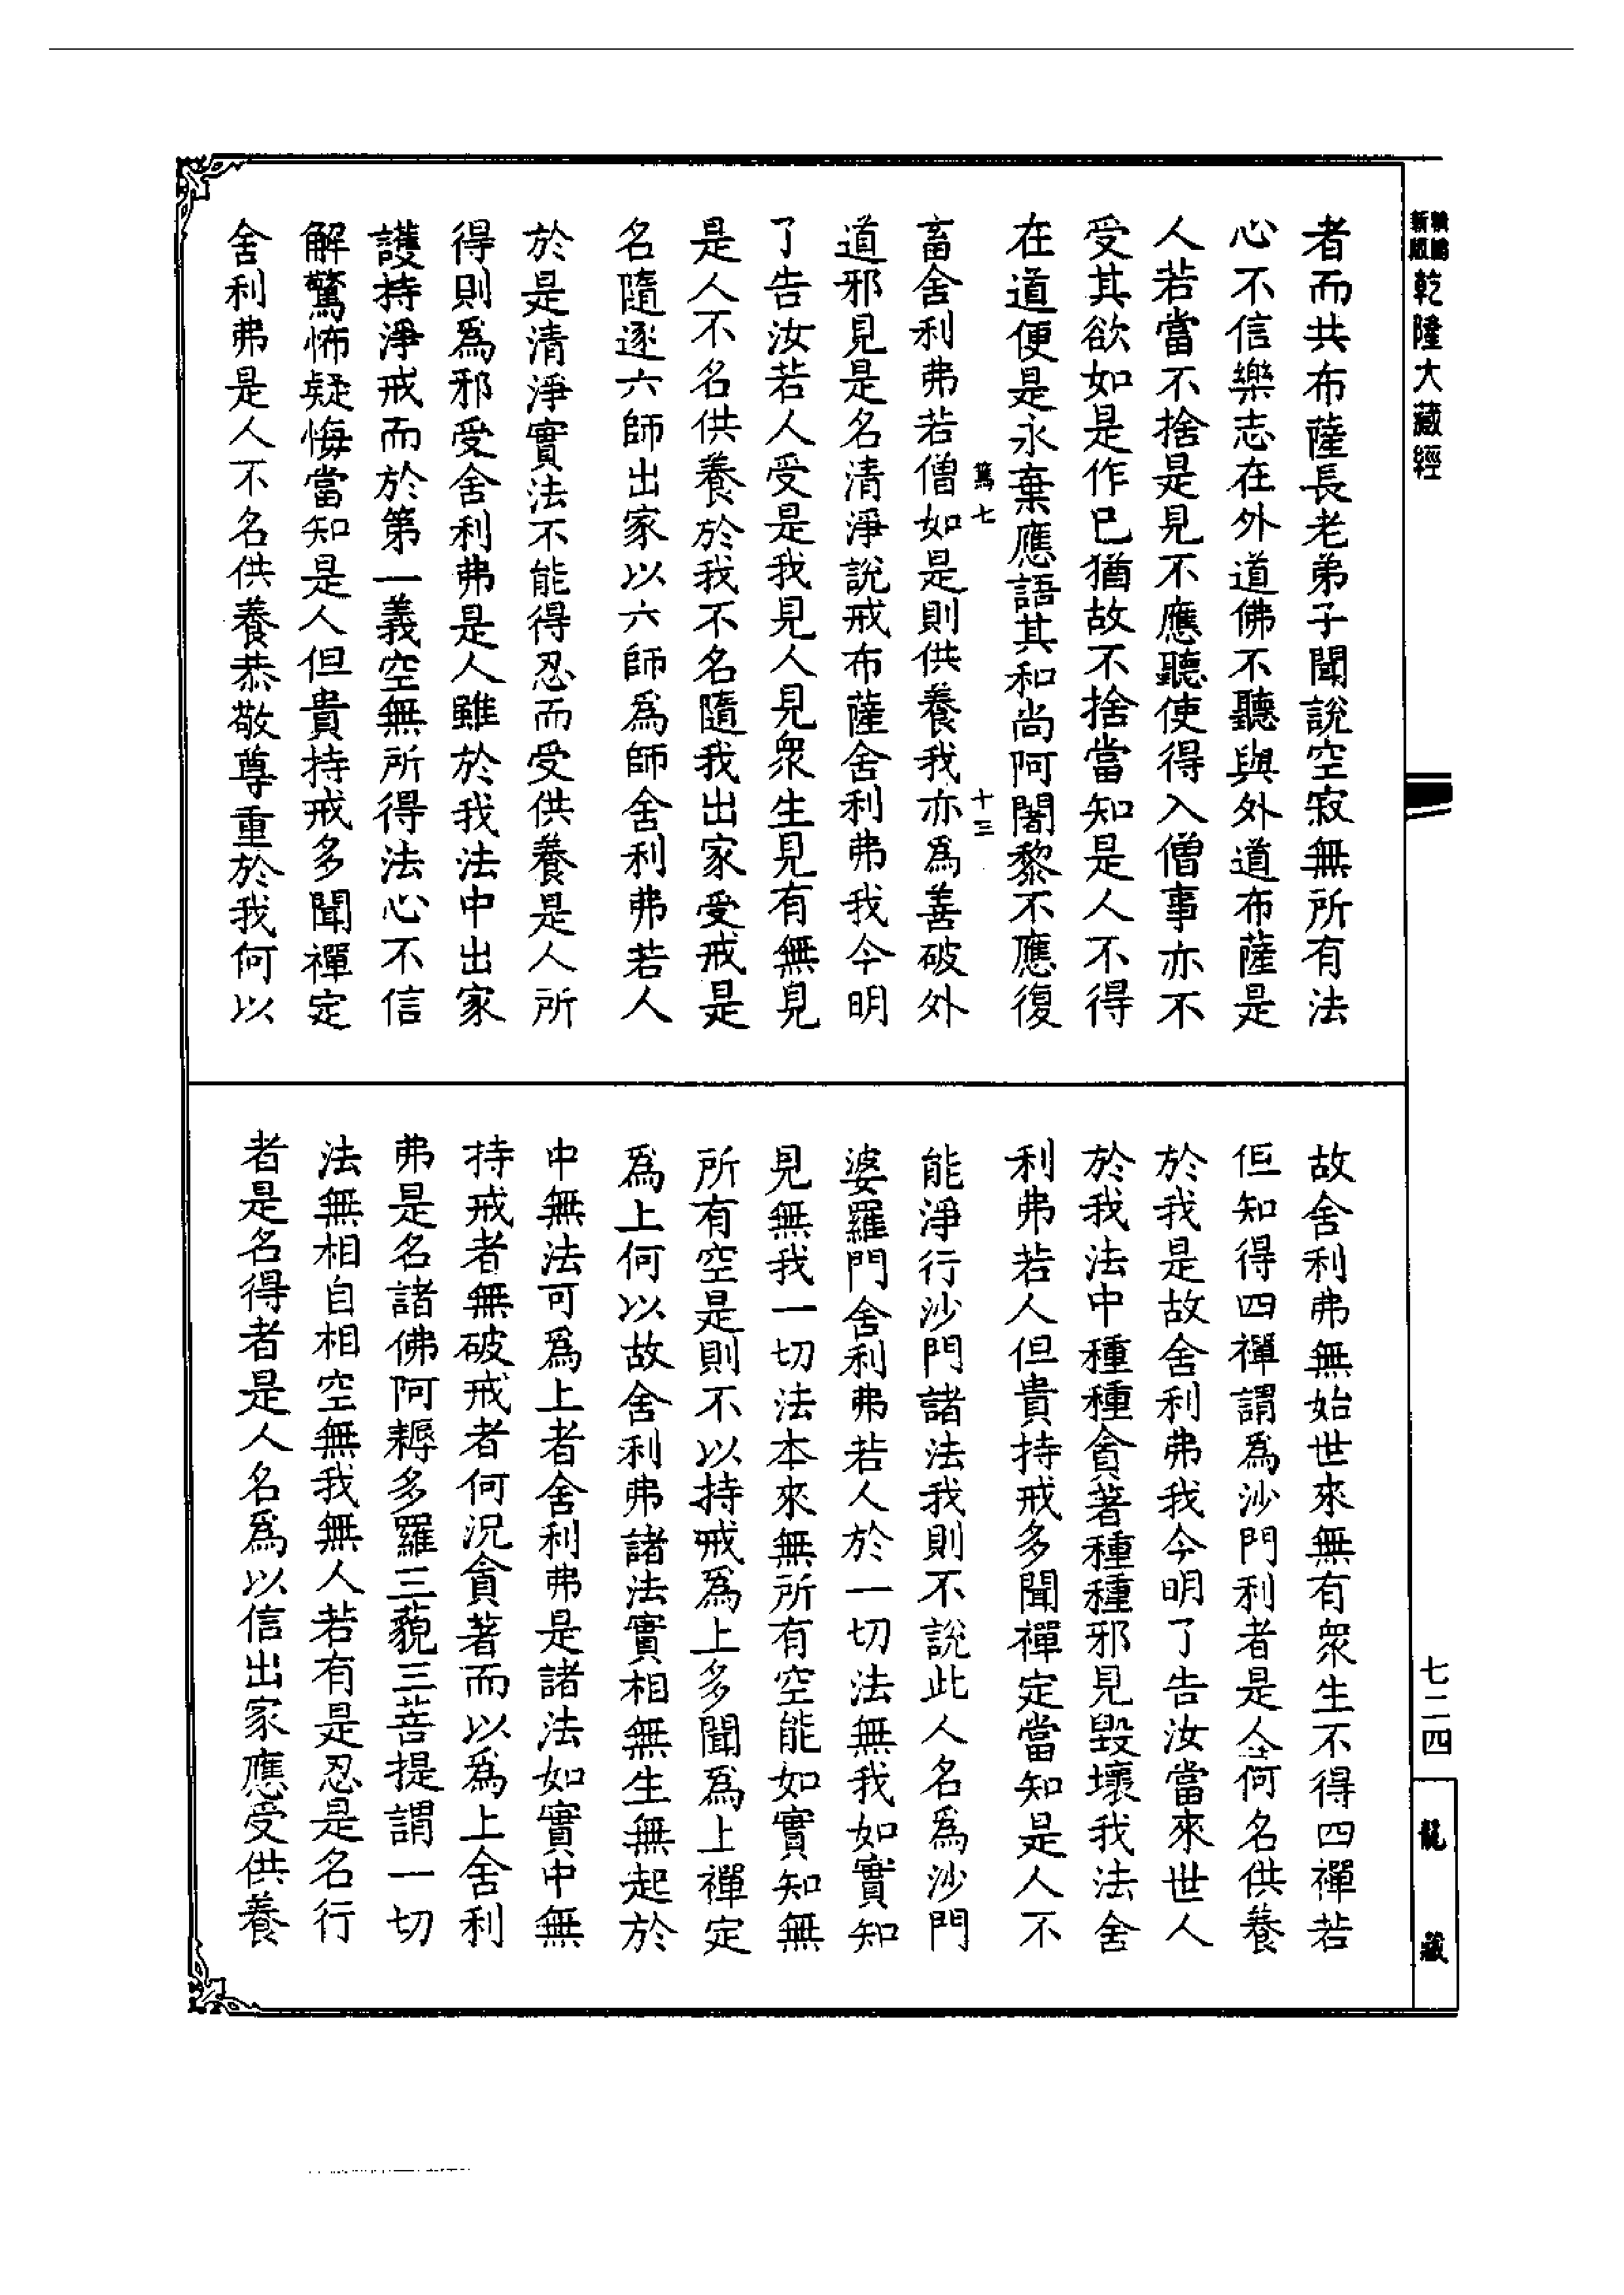 新版
乾隆大藏經
者而共布薩長老弟子聞說空寂無所有法
心不信樂志在外道佛不聽與外道布薩是
人若當不捨是見不應聽使得入僧事亦不
受其欲如是作已猶故不捨當知是人不得
在道便是永棄應語其和尚阿闍黎不應復
篤七
十三
畜舍利弗若僧如是則供養我亦為善破外
道邪見是名清淨說戒布薩舍利弗我今明
了告汝若人受是我見人見眾生見有無見
是人不名供養於我不名隨我出家受戒是
名隨逐六師出家以六師為師舍利弗若人
於是清淨實法不能得忍而受供養是人所
得則為邪受舍利弗是人雖於我法中出家
護持淨戒而於第一義空無所得法心不信
解驚怖疑悔當知是人但貴持戒多聞禪定
舍利弗是人不名供養恭敬尊重於我何以
故舍利弗無始世來無有眾生不得四禪若
但知得四禪謂為沙門利者是人何名供養
於我是故舍利弗我今明了告汝當來世人
於我法中種種貪著種種邪見毀壞我法舍
利弗若人但貴持戒多聞禪定當知是人不
能淨行沙門諸法我則不說此人名為沙門
婆羅門舍利弗若人於一切法無我如實知
見無我一切法本來無所有空能如實知無
所有空是則不以持戒為上多聞為上禪定
為上何以故舍利弗諸法實相無生無起於
中無法可為上者舍利弗是諸法如實中無
持戒者無破戒者何況貪著而以為上舍利
弗是名諸佛阿耨多羅三藐三菩提謂一切
法無相自相空無我無人若有是忍是名行
者是名得者是人名為以信出家應受供養
七二四
龍藏